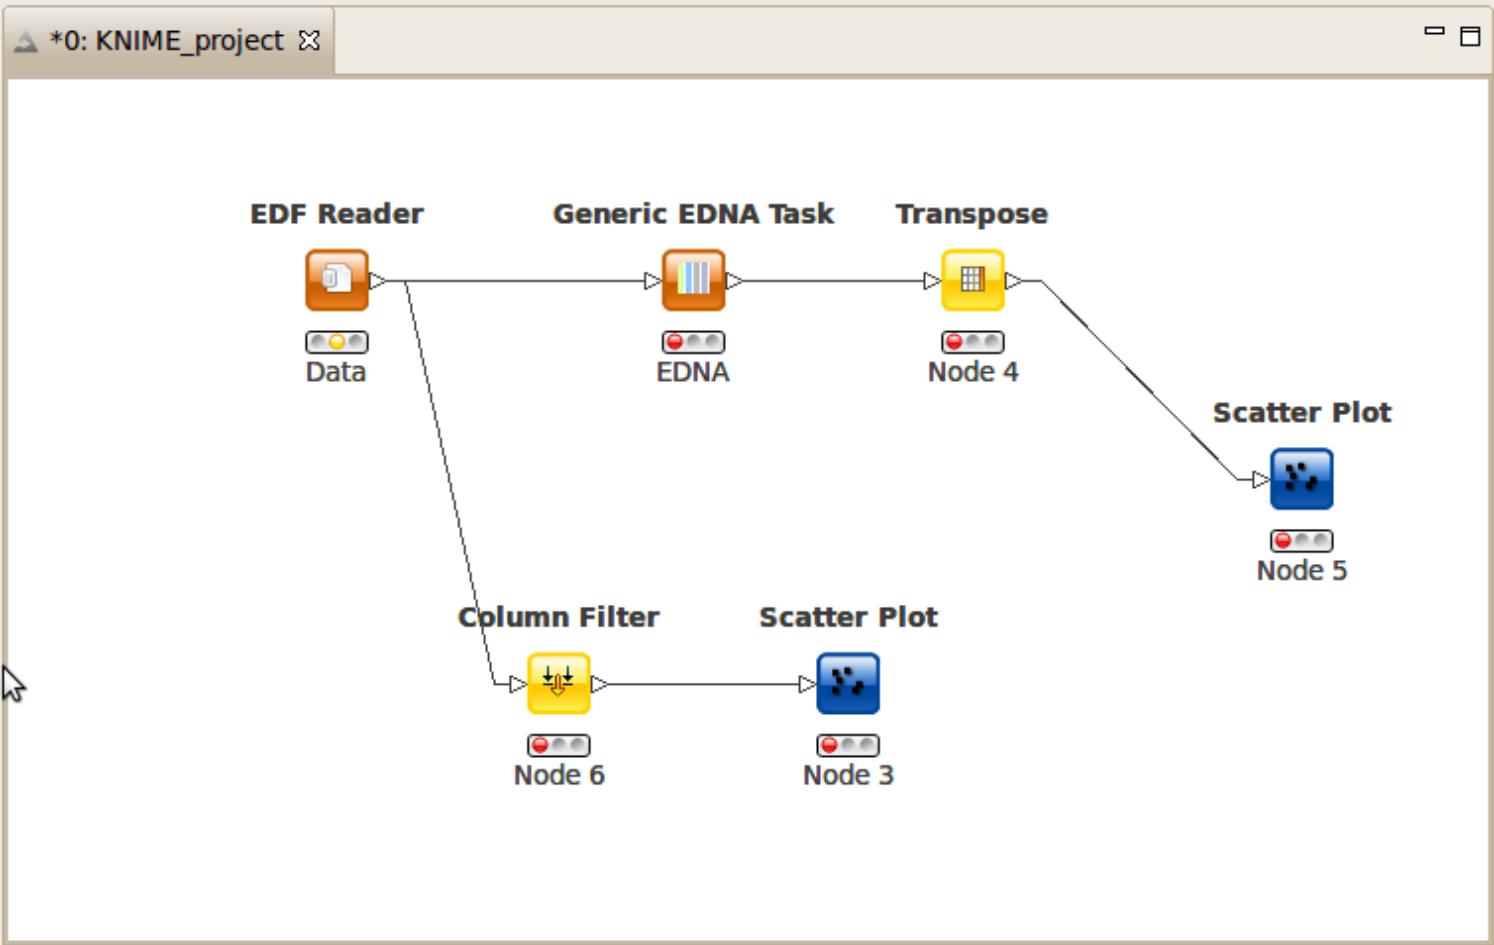 *0: KNIME_project
EDF Reader
Generic EDNA Task
Transpose
Data
EDNA
Node 4
Scatter Plot
Node 5
Column Filter
Scatter Plot
Node 6
Node 3